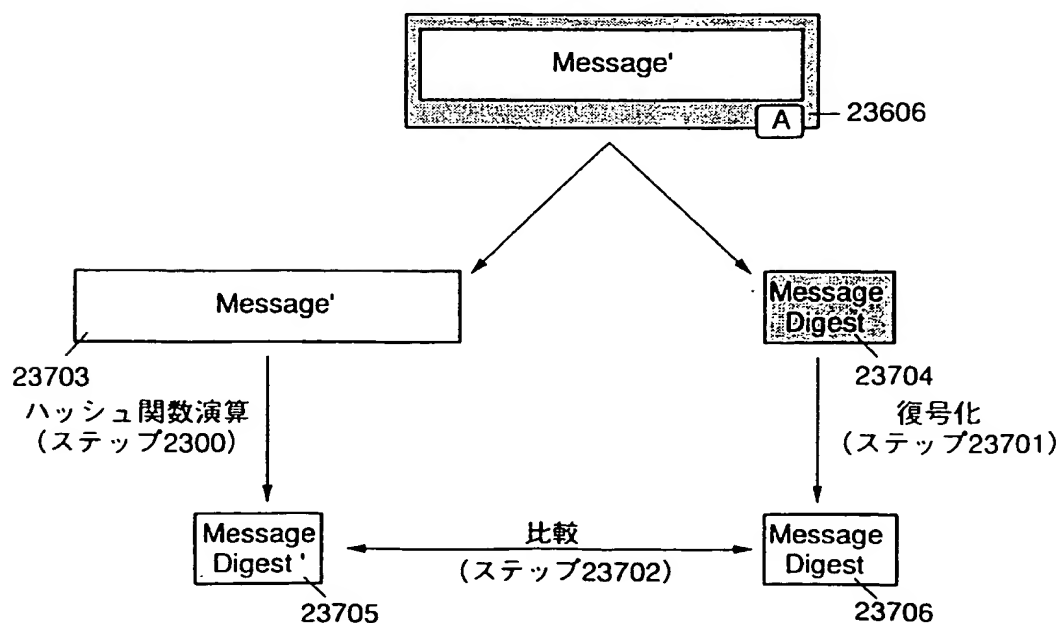 Message'
A
23606
Message'
Message
Digest
23703
23704
ハッシュ関数演算
(ステップ2300)
復号化
(ステップ23701)
Message
Digest '
比較
(ステップ23702)
Message
Digest
23705
23706